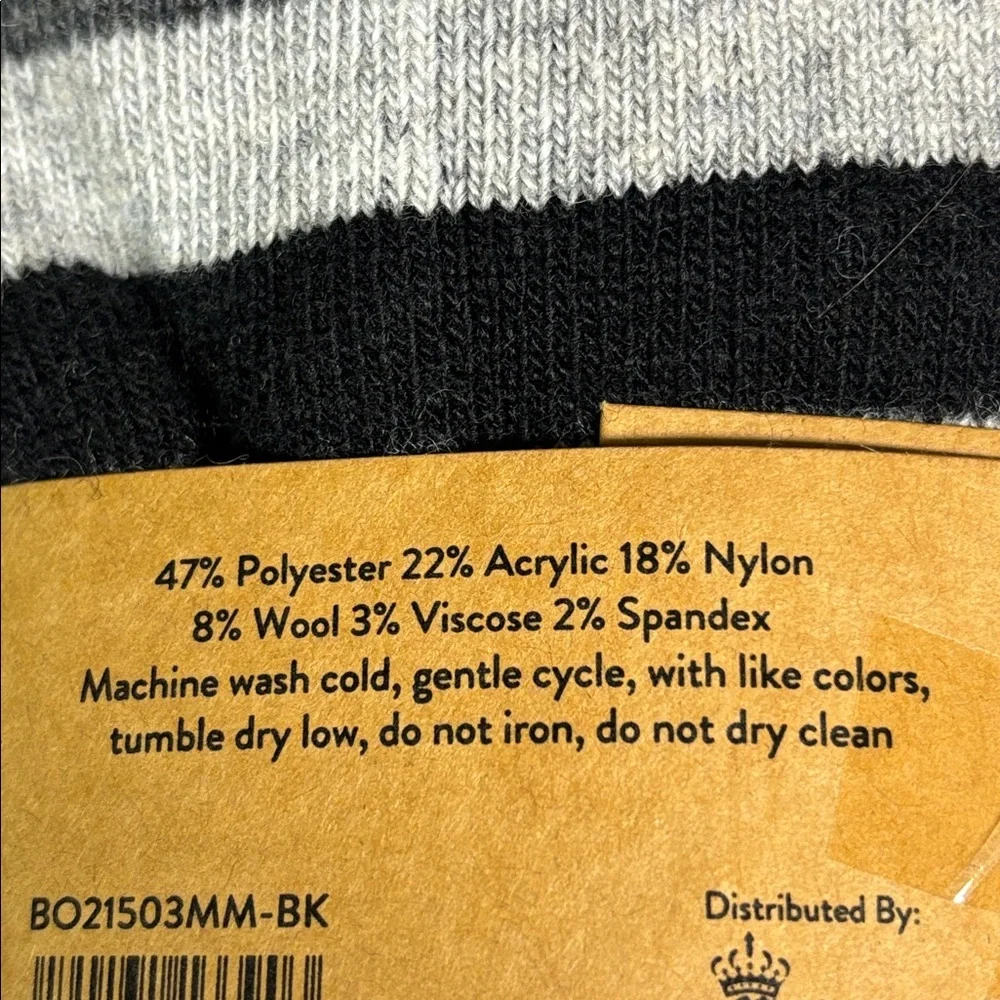 47% Polyester 22% Acrylic 18% Nylon
8% Wool 3% Viscose 2% Spandex
Machine wash cold, gentle cycle, with like colors,
tumble dry low, do not iron, do not dry clean
BO21503MM-BK
Distributed By: